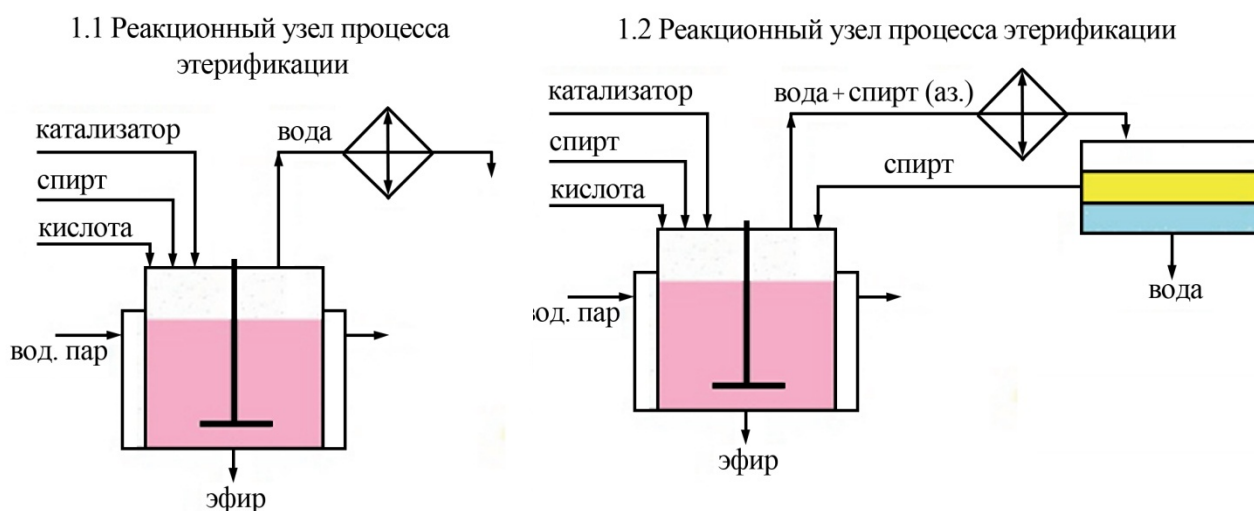 1.1 Реакционный узел процесса
этерификации
катализатор
спирт
кислота
вода
вод. пар
эфир
1.2 Реакционный узел процесса этерификации
катализатор
спирт
кислота
вода + спирт (аз.)
спирт
вода
вод. пар
эфир